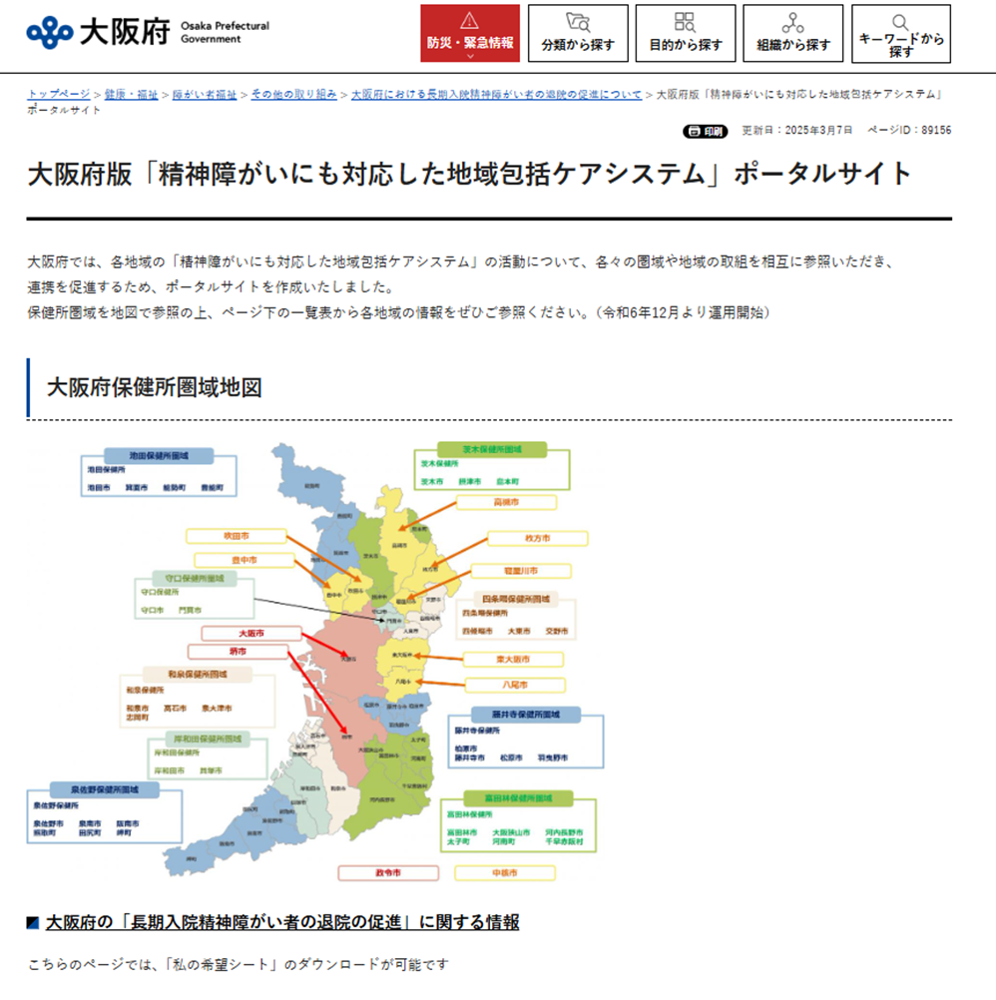 大阪府
Osaka Prefectural
Government
防災・緊急情報
分類から探す
目的から探す
組織から探す
キーワードから
探す
トップページ > 健康・福祉 > 障がい者福祉 > その他の取り組み > 大阪府における長期入院精神障がい者の退院の促進について > 大阪府版「精神障がいにも対応した地域包括ケアシステム」
ポータルサイト
印刷 更新日：2025年3月7日 ページID：89156
大阪府版「精神障がいにも対応した地域包括ケアシステム」ポータルサイト
大阪府では、各地域の「精神障がいにも対応した地域包括ケアシステム」の活動について、各々の圏域や地域の取組を相互に参照いただき、
連携を促進するため、ポータルサイトを作成いたしました。
保健所圏域を地図で参照の上、ページ下の一覧表から各地域の情報をぜひご参照ください。（令和6年12月より運用開始）
大阪府保健所圏域地図
池田保健所圏域
池田保健所
池田市 箕面市 能勢町 豊能町
茨木保健所圏域
茨木保健所
茨木市 摂津市 島本町
高槻市
吹田市
枚方市
豊中市
寝屋川市
守口保健所圏域
守口保健所
守口市 門真市
四条畷保健所圏域
四条畷保健所
四條畷市 大東市 交野市
大阪市
堺市
東大阪市
八尾市
和泉保健所圏域
和泉保健所
和泉市 高石市 泉大津市
忠岡町
藤井寺保健所圏域
藤井寺保健所
柏原市
藤井寺市 松原市 羽曳野市
岸和田保健所圏域
岸和田保健所
岸和田市 貝塚市
泉佐野保健所圏域
泉佐野保健所
泉佐野市 泉南市 阪南市
熊取町 田尻町 岬町
富田林保健所圏域
富田林保健所
富田林市 大阪狭山市 河内長野市
太子町 河南町 千早赤阪村
政令市
中核市
大阪府の「長期入院精神障がい者の退院の促進」に関する情報
こちらのページでは、「私の希望シート」のダウンロードが可能です